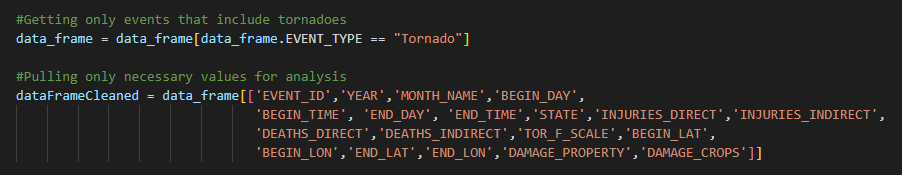 #Getting only events that include tornadoes
data_frame = data_frame[data_frame.EVENT_TYPE == "Tornado"]
#Pulling only necessary values for analysis
dataFrameCleaned = data_frame[['EVENT_ID','YEAR','MONTH_NAME','BEGIN_DAY',
'BEGIN_TIME', 'END_DAY', 'END_TIME','STATE','INJURIES_DIRECT','INJURIES_INDIRECT',
'DEATHS_DIRECT','DEATHS_INDIRECT','TOR_F_SCALE','BEGIN_LAT',
'BEGIN_LON','END_LAT','END_LON','DAMAGE_PROPERTY','DAMAGE_CROPS']]